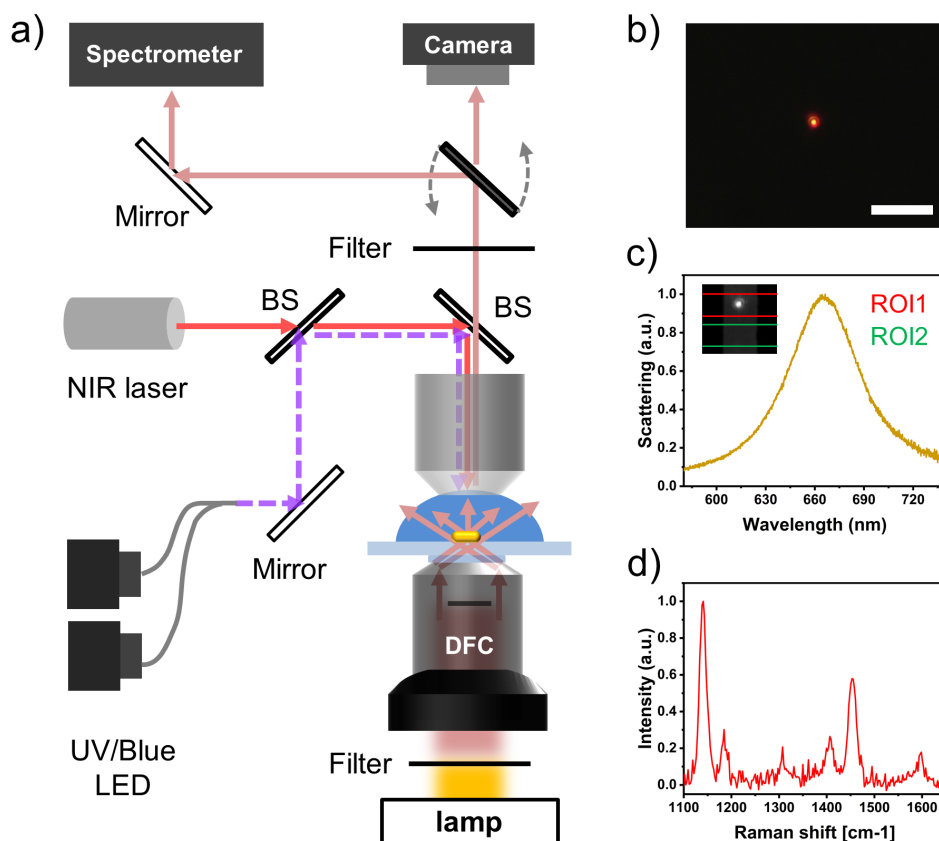 a)
Spectrometer
Camera
Mirror
Filter
BS
BS
NIR laser
Mirror
UV/Blue
LED
DFC
Filter
lamp
b)
c)
ROI1
ROI2
Scattering (a.u.)
1.0
0.8
0.6
0.4
0.2
0.0
600 630 660 690 720
Wavelength (nm)
d)
Intensity (a.u.)
1.0
0.8
0.6
0.4
0.2
0.0
1100 1200 1300 1400 1500 1600
Raman shift [cm-1]